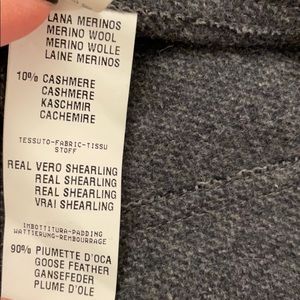 LANA MERINOS
MERINO WOOL
MERINO WOLLE
LAINE MERINOS
10% CASHMERE
CASHMERE
KASCHMIR
CACHEMIRE
TESSUTO-FABRIC-TISSU
STOFF
REAL VERO SHEARLING
REAL SHEARLING
REAL SHEARLING
VRAI SHEARLING
IMBOTTITURA-PADDING
WATTIERUNG-REMBOURRAGE
90% PIUMETTE D'OCA
GOOSE FEATHER
GANSEFEDER
PLUME D'OLE